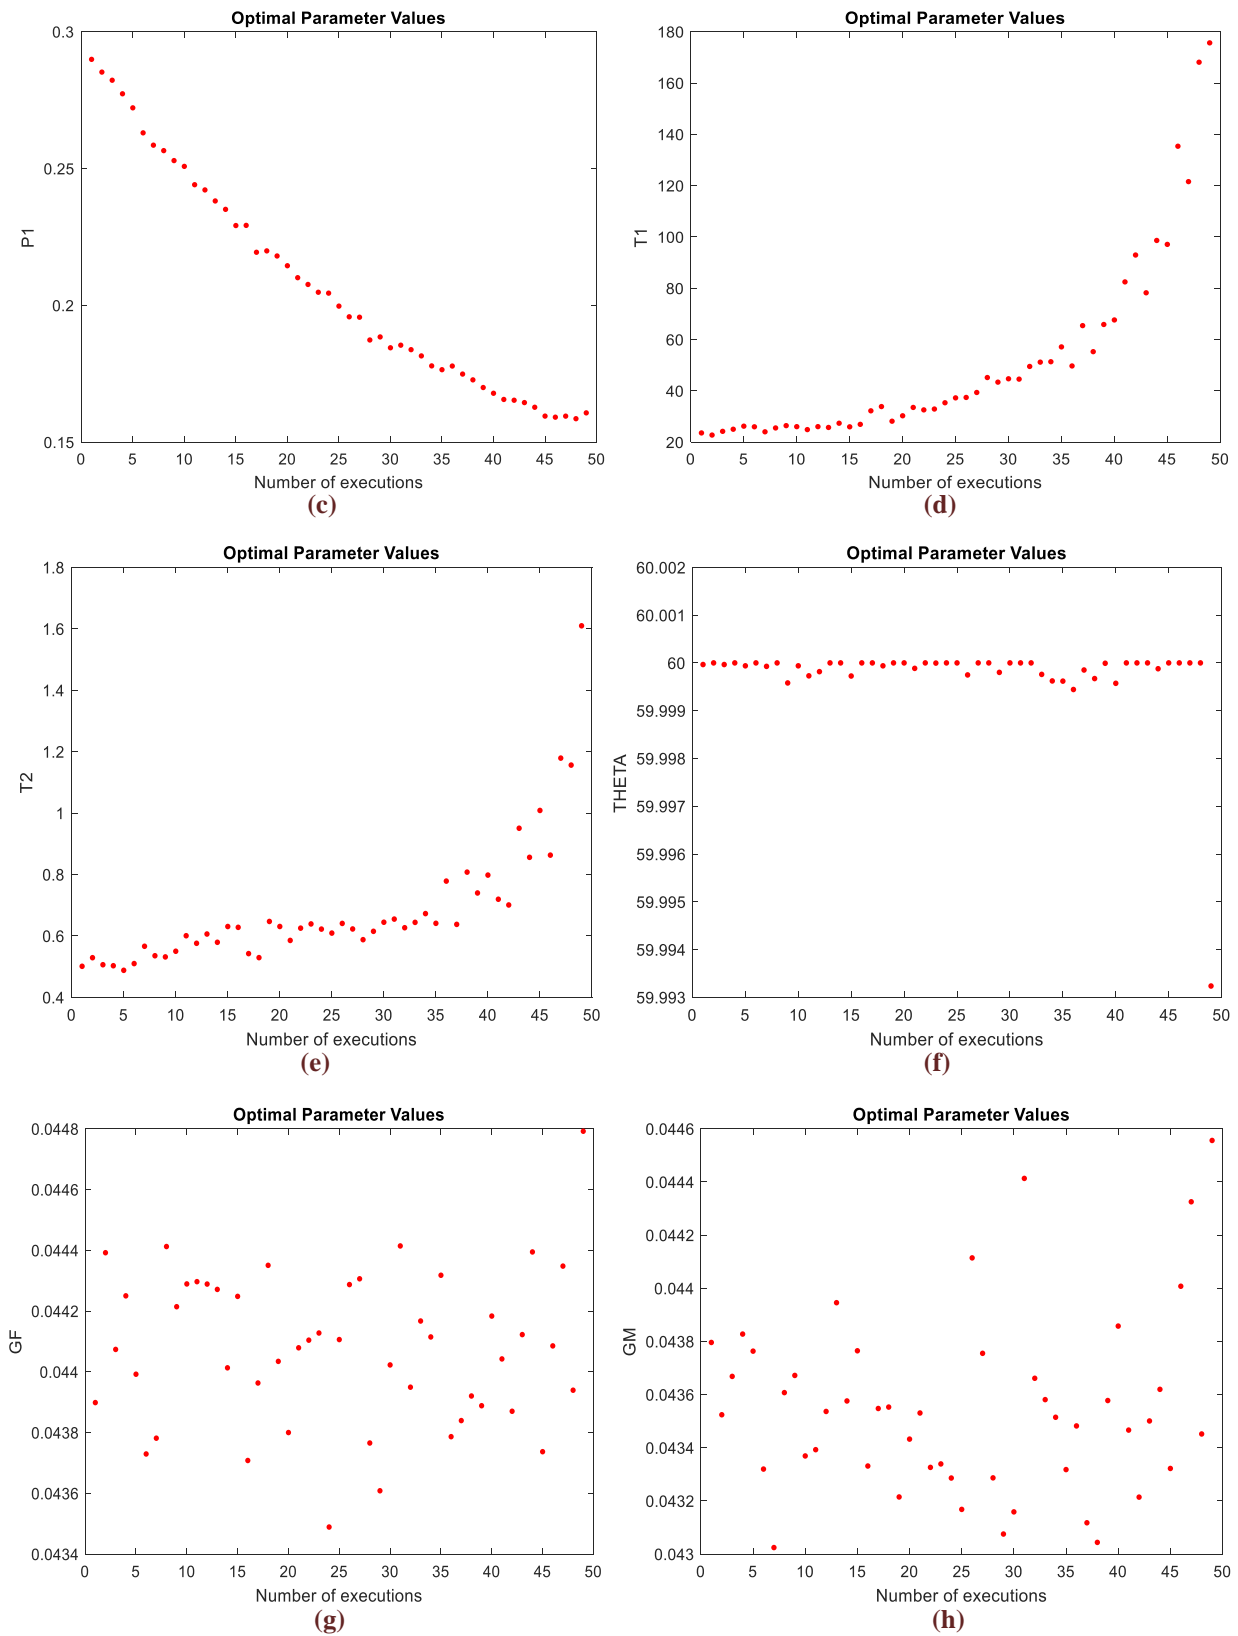 Optimal Parameter Values
0.3
0.25
0.2
0.15
P1
0 5 10 15 20 25 30 35 40 45 50
Number of executions
(c)
Optimal Parameter Values
180
160
140
120
100
80
60
40
20
T1
0 5 10 15 20 25 30 35 40 45 50
Number of executions
(d)
Optimal Parameter Values
1.8
1.6
1.4
1.2
1
0.8
0.6
0.4
T2
0 5 10 15 20 25 30 35 40 45 50
Number of executions
(e)
Optimal Parameter Values
60.002
60.001
60
59.999
59.998
59.997
59.996
59.995
59.994
59.993
THETA
0 5 10 15 20 25 30 35 40 45 50
Number of executions
(f)
Optimal Parameter Values
0.0448
0.0446
0.0444
0.0442
0.044
0.0438
0.0436
0.0434
GF
0 5 10 15 20 25 30 35 40 45 50
Number of executions
(g)
Optimal Parameter Values
0.0446
0.0444
0.0442
0.044
0.0438
0.0436
0.0434
0.0432
0.043
GM
0 5 10 15 20 25 30 35 40 45 50
Number of executions
(h)